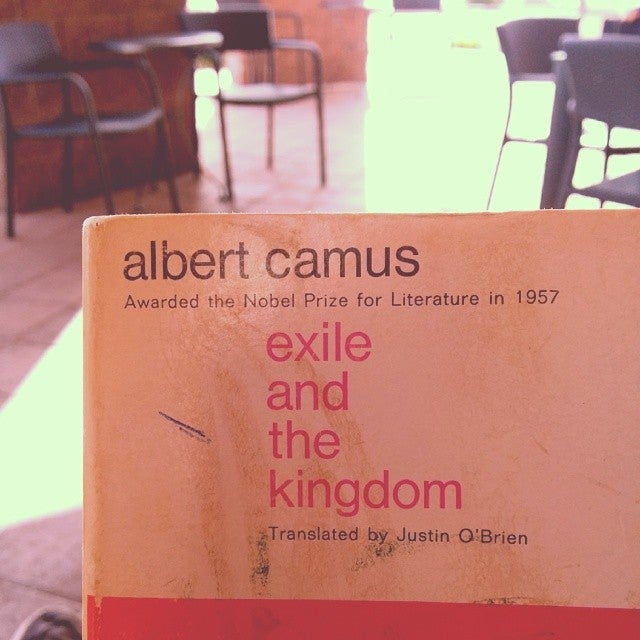 albert camus
Awarded the Nobel Prize for Literature in 1957
exile
and
the
kingdom
Translated by Justin O'Brien